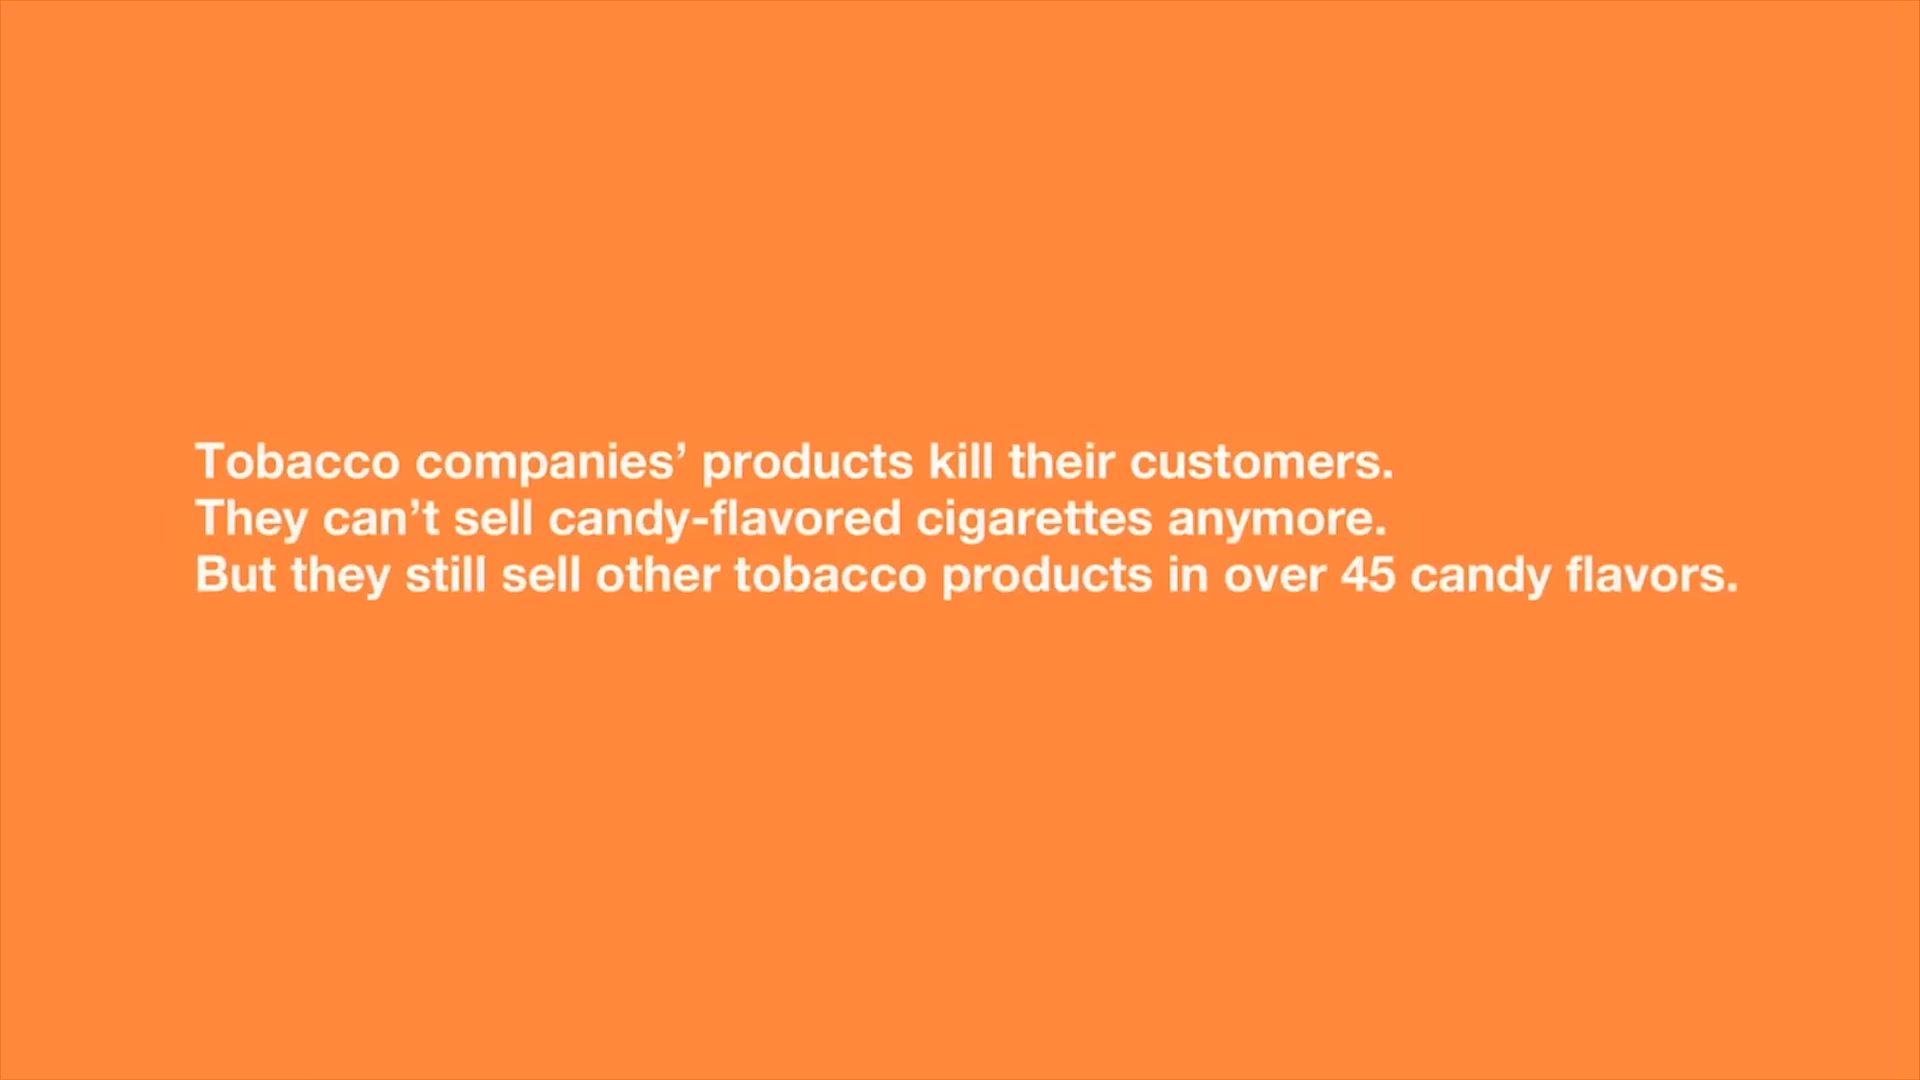 Tobacco companies’ products kill their customers.
They can’t sell candy-flavored cigarettes anymore.
But they still sell other tobacco products in over 45 candy flavors.